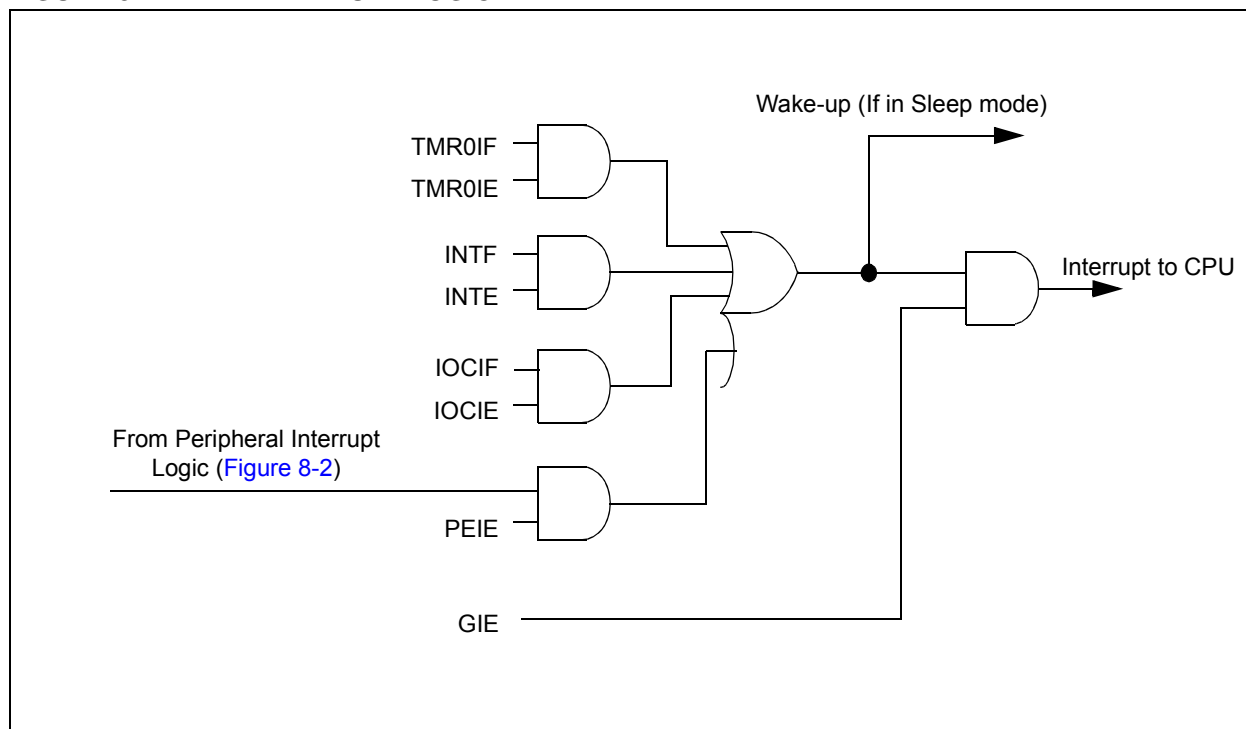 Wake-up (If in Sleep mode)
TMR0IF
TMR0IE
INTF
INTE
Interrupt to CPU
IOCIF
IOCIE
From Peripheral Interrupt
Logic (Figure 8-2)
PEIE
GIE